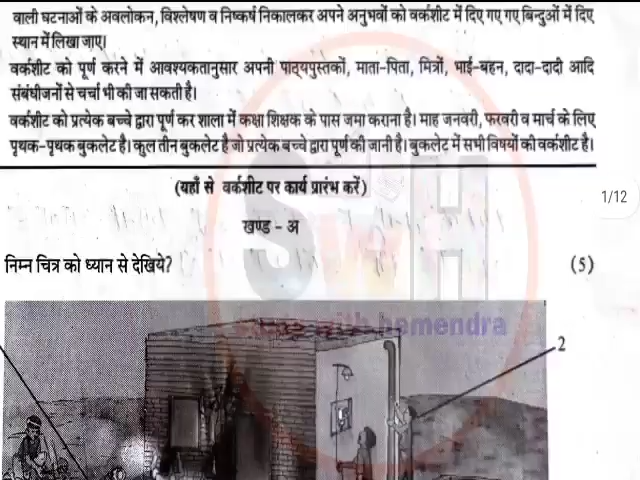 वाली घटनाओं के अवलोकन, विश्लेषण व निष्कर्ष निकालकर अपने अनुभवों को वर्कशीट में दिए गए गए बिन्दुओं में दिए
स्थान में लिखा जाए।
वर्कशीट को पूर्ण करने में आवश्यकतानुसार अपनी पाठ्यपुस्तकों, माता-पिता, मित्रों, भाई-बहन, दादा-दादी आदि
संबंधीजनों से चर्चा भी की जा सकती है।
वर्कशीट को प्रत्येक बच्चे द्वारा पूर्ण कर शाला में कक्षा शिक्षक के पास जमा कराना है। माह जनवरी, फरवरी व मार्च के लिए
पृथक-पृथक बुकलेट है। कुल तीन बुकलेट है जो प्रत्येक बच्चे द्वारा पूर्ण की जानी है। बुकलेट में सभी विषयों की वर्कशीट है।
(यहाँ से वर्कशीट पर कार्य प्रारंभ करें)
1/12
खण्ड - अ
निम्न चित्र को ध्यान से देखिये? (5)
with hemendra
2